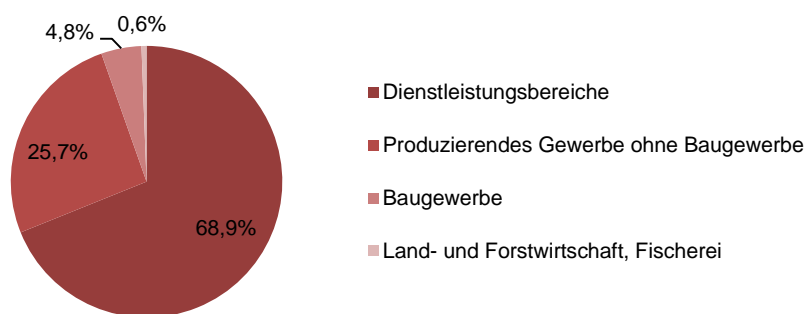 4,8%
0,6%
25,7%
68,9%
Dienstleistungsbereiche
Produzierendes Gewerbe ohne Baugewerbe
Baugewerbe
Land- und Forstwirtschaft, Fischerei